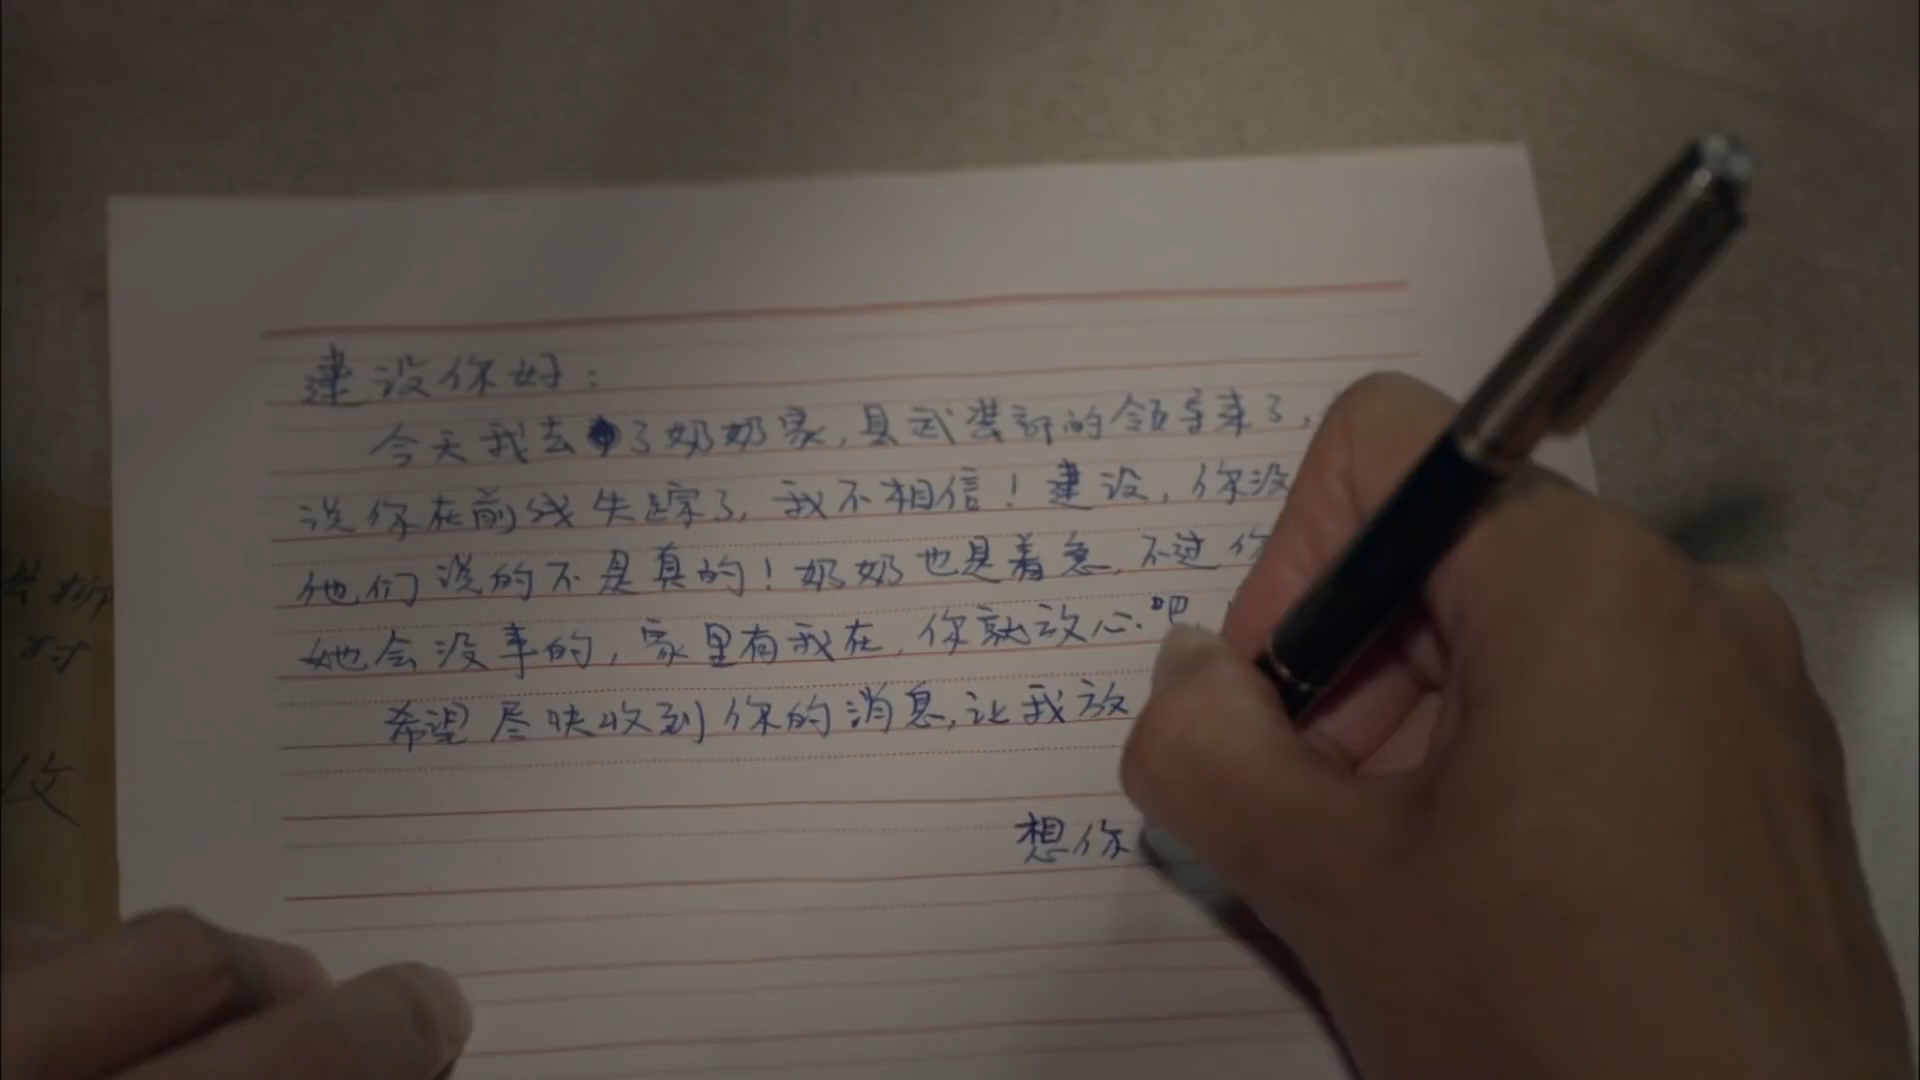 建设你好：
今天我去了奶奶家，县武装部的领导来了，
说你在前线失踪了，我不相信！建设，你没
他们说的不是真的！奶奶也是着急，不过你
她会没事的，家里有我在，你就放心吧
希望尽快收到你的消息，让我放
想你
收